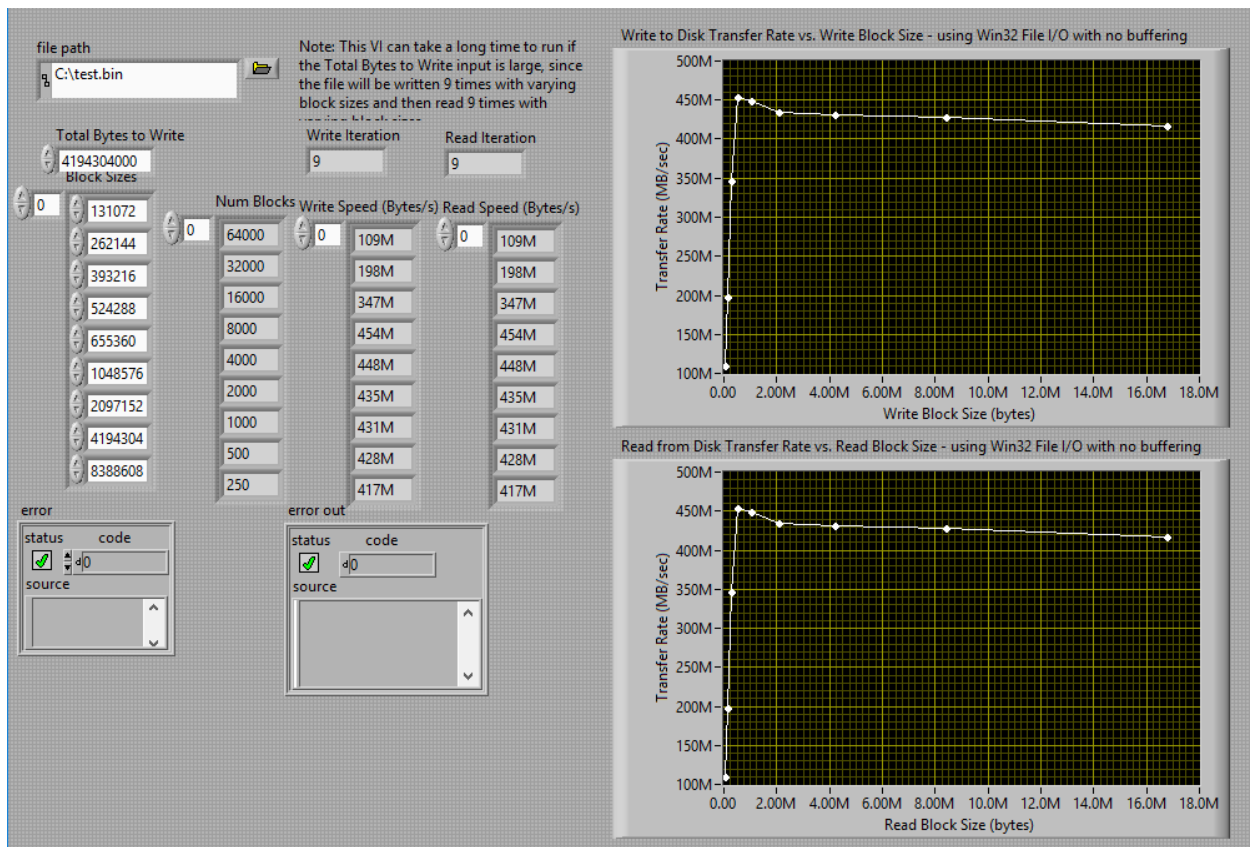 file path
C:\test.bin
Note: This VI can take a long time to run if
the Total Bytes to Write input is large, since
the file will be written 9 times with varying
block sizes and then read 9 times with
Total Bytes to Write
4194304000
Write Iteration
9
Read Iteration
9
Block Sizes
0
131072
262144
393216
524288
655360
1048576
2097152
4194304
8388608
Num Blocks
0
64000
32000
16000
8000
4000
2000
1000
500
250
Write Speed (Bytes/s)
0
109M
198M
347M
454M
448M
435M
431M
428M
417M
Read Speed (Bytes/s)
0
109M
198M
347M
454M
448M
435M
431M
428M
417M
error
status code
d0
source
error out
status code
d0
source
Write to Disk Transfer Rate vs. Write Block Size - using Win32 File I/O with no buffering
Transfer Rate (MB/sec)
500M
450M
400M
350M
300M
250M
200M
150M
100M
0.00 2.00M 4.00M 6.00M 8.00M 10.0M 12.0M 14.0M 16.0M 18.0M
Write Block Size (bytes)
Read from Disk Transfer Rate vs. Read Block Size - using Win32 File I/O with no buffering
Transfer Rate (MB/sec)
500M
450M
400M
350M
300M
250M
200M
150M
100M
0.00 2.00M 4.00M 6.00M 8.00M 10.0M 12.0M 14.0M 16.0M 18.0M
Read Block Size (bytes)